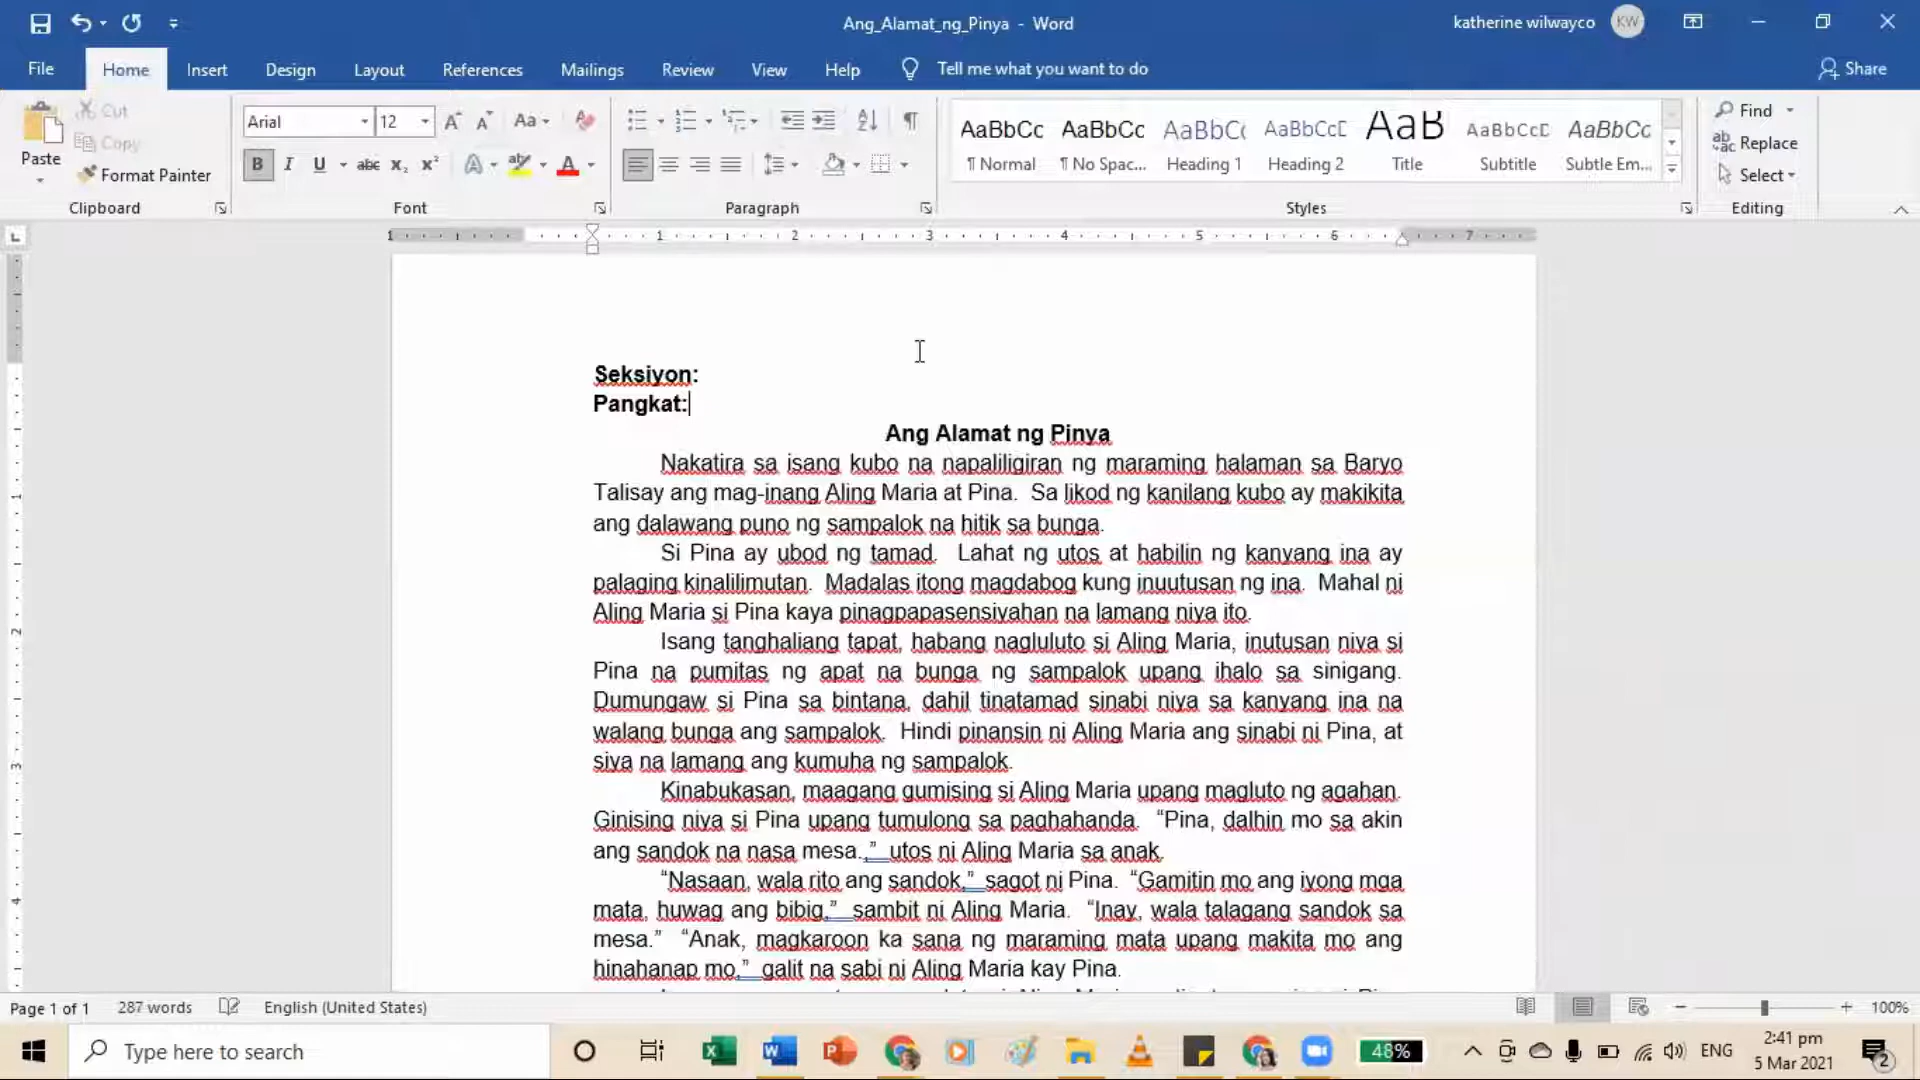 Ang_Alamat_ng_Pinya - Word
katherine wilwayco
KW
File
Home
Insert
Design
Layout
References
Mailings
Review
View
Help
Tell me what you want to do
Share
Paste
Cut
Copy
Format Painter
Clipboard
Arial
12
Font
Paragraph
AaBbCc
¶ Normal
AaBbCc
¶ No Spac...
AaBbC
Heading 1
AaBbCc
Heading 2
AaB
Title
AaBbCcD
Subtitle
AaBbCc
Subtle Em...
Styles
Find
Replace
Select
Editing
1 1 2 3 4 5 6 7
Seksiyon:
Pangkat:
Ang Alamat ng Pinya
Nakatira sa isang kubo na napaliligiran ng maraming halaman sa Baryo
Talisay ang mag-inang Aling Maria at Pina. Sa likod ng kanilang kubo ay makikita
ang dalawang puno ng sampalok na hitik sa bunga.
Si Pina ay ubod ng tamad. Lahat ng utos at habilin ng kanyang ina ay
palaging kinalilimutan. Madalas itong magdabog kung inuutusan ng ina. Mahal ni
Aling Maria si Pina kaya pinagpapasensiyahan na lamang niya ito.
Isang tanghaliang tapat, habang nagluluto si Aling Maria, inutusan niya si
Pina na pumitas ng apat na bunga ng sampalok upang ihalo sa sinigang.
Dumungaw si Pina sa bintana, dahil tinatamad sinabi niya sa kanyang ina na
walang bunga ang sampalok. Hindi pinansin ni Aling Maria ang sinabi ni Pina, at
siya na lamang ang kumuha ng sampalok.
Kinabukasan, maagang gumising si Aling Maria upang magluto ng agahan.
Ginising niya si Pina upang tumulong sa paghahanda. “Pina, dalhin mo sa akin
ang sandok na nasa mesa.,” utos ni Aling Maria sa anak.
“Nasaan, wala rito ang sandok,” sagot ni Pina. “Gamitin mo ang iyong mga
mata, huwag ang bibig,” sambit ni Aling Maria. “Inay, wala talagang sandok sa
mesa.” “Anak, magkaroon ka sana ng maraming mata upang makita mo ang
hinahanap mo,” galit na sabi ni Aling Maria kay Pina.
Page 1 of 1
287 words
English (United States)
100%
Type here to search
48%
ENG
2:41 pm
5 Mar 2021
2